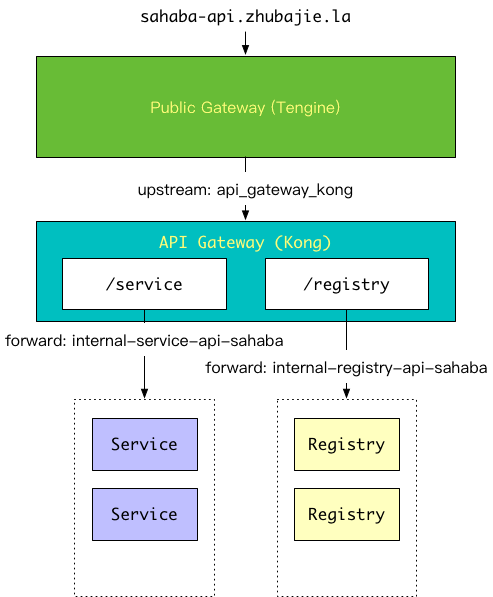 sahaba-api.zhubajie.la
Public Gateway (Tengine)
upstream: api_gateway_kong
API Gateway (Kong)
/service
/registry
forward: internal-service-api-sahaba
forward: internal-registry-api-sahaba
Service
Registry
Service
Registry